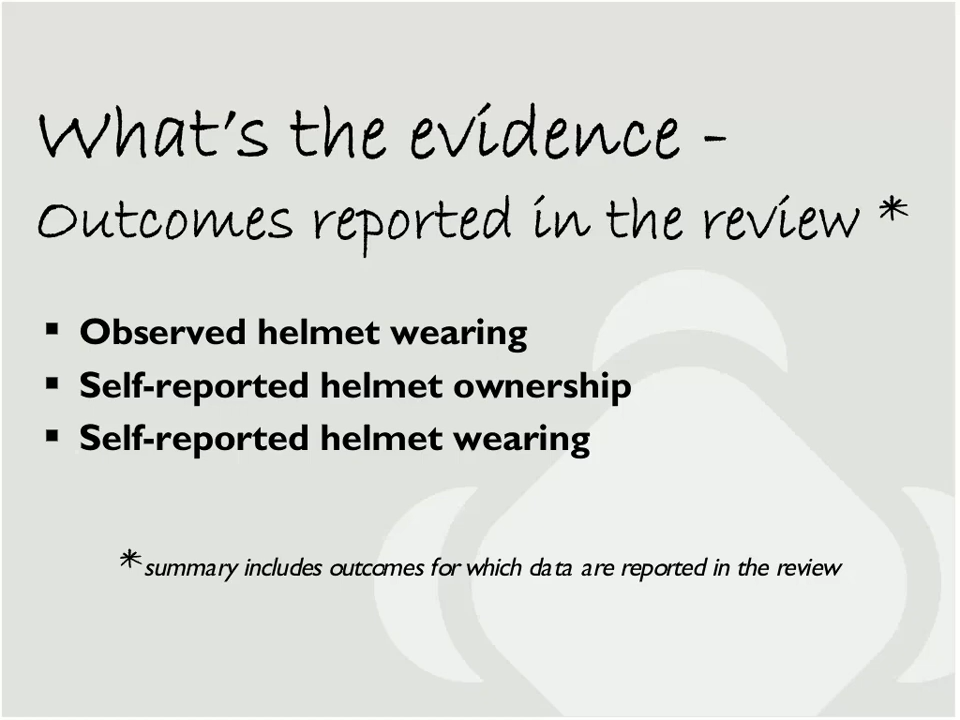 What's the evidence -
Outcomes reported in the review *
▪ Observed helmet wearing
▪ Self-reported helmet ownership
▪ Self-reported helmet wearing
* summary includes outcomes for which data are reported in the review